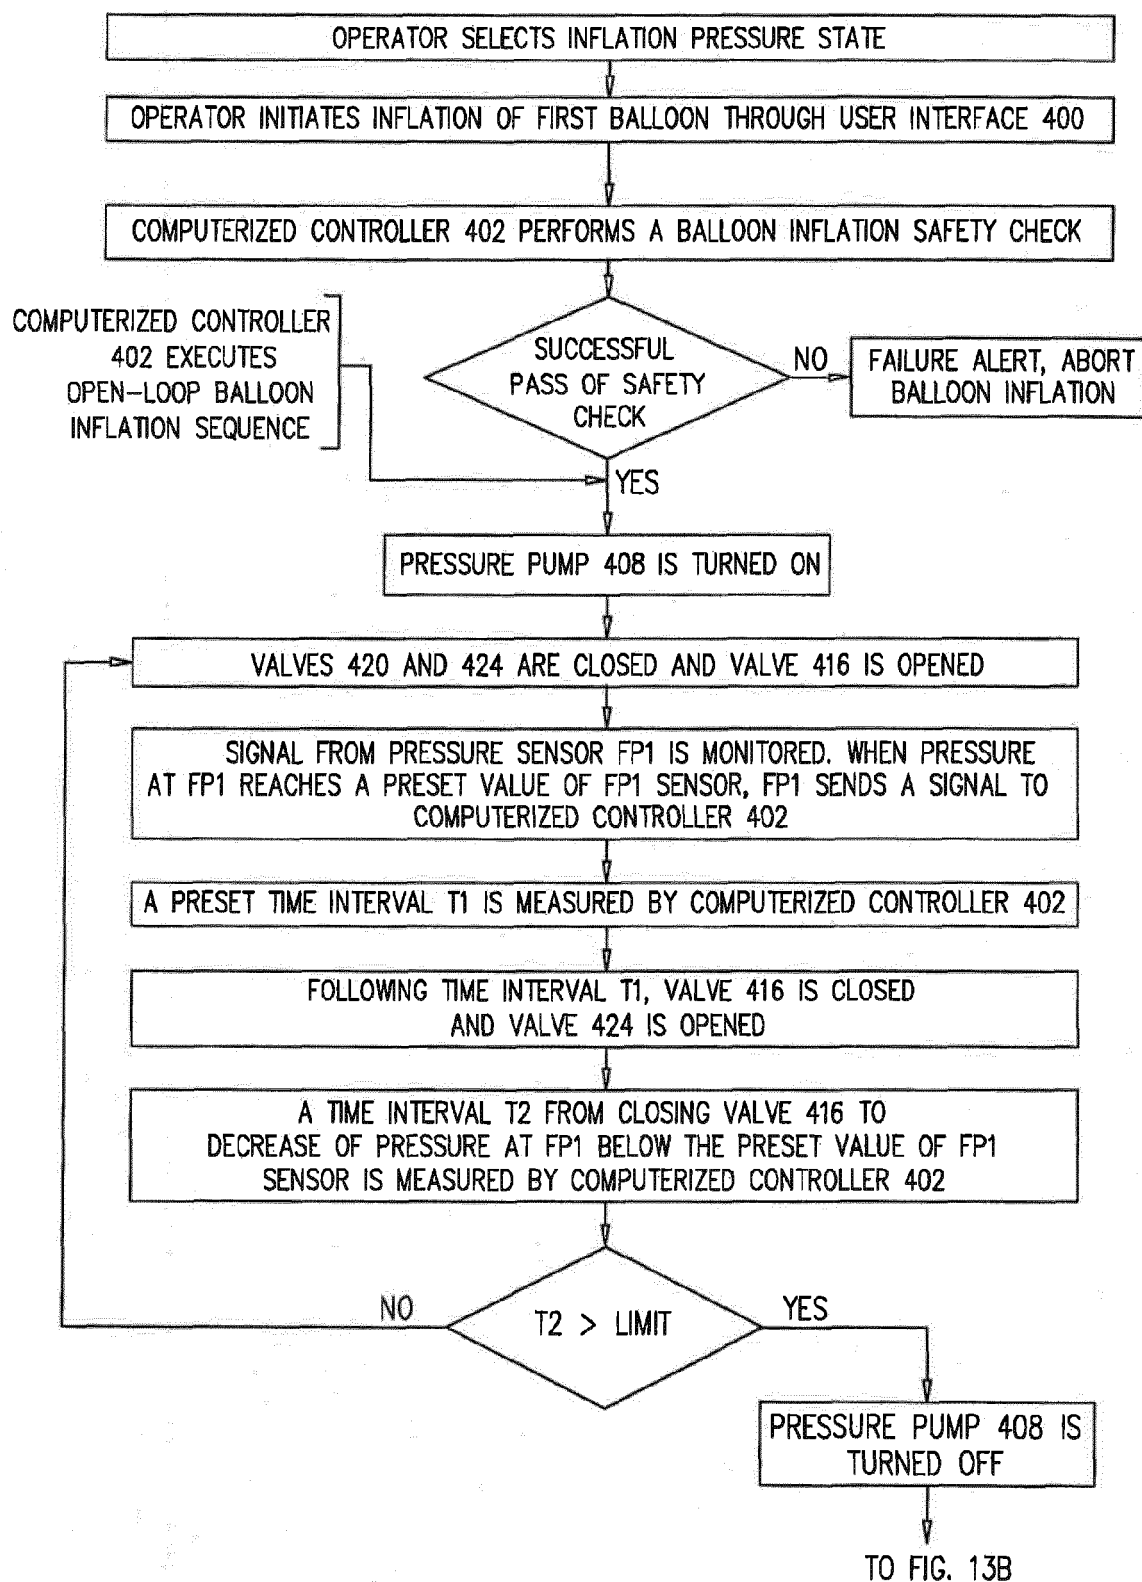 OPERATOR SELECTS INFLATION PRESSURE STATE
OPERATOR INITIATES INFLATION OF FIRST BALLOON THROUGH USER INTERFACE 400
COMPUTERIZED CONTROLLER 402 PERFORMS A BALLOON INFLATION SAFETY CHECK
COMPUTERIZED CONTROLLER
402 EXECUTES
OPEN-LOOP BALLOON
INFLATION SEQUENCE
SUCCESSFUL
PASS OF SAFETY
CHECK
NO
FAILURE ALERT, ABORT
BALLOON INFLATION
YES
PRESSURE PUMP 408 IS TURNED ON
VALVES 420 AND 424 ARE CLOSED AND VALVE 416 IS OPENED
SIGNAL FROM PRESSURE SENSOR FP1 IS MONITORED. WHEN PRESSURE
AT FP1 REACHES A PRESET VALUE OF FP1 SENSOR, FP1 SENDS A SIGNAL TO
COMPUTERIZED CONTROLLER 402
A PRESET TIME INTERVAL T1 IS MEASURED BY COMPUTERIZED CONTROLLER 402
FOLLOWING TIME INTERVAL T1, VALVE 416 IS CLOSED
AND VALVE 424 IS OPENED
A TIME INTERVAL T2 FROM CLOSING VALVE 416 TO
DECREASE OF PRESSURE AT FP1 BELOW THE PRESET VALUE OF FP1
SENSOR IS MEASURED BY COMPUTERIZED CONTROLLER 402
NO
T2 > LIMIT
YES
PRESSURE PUMP 408 IS
TURNED OFF
TO FIG. 13B